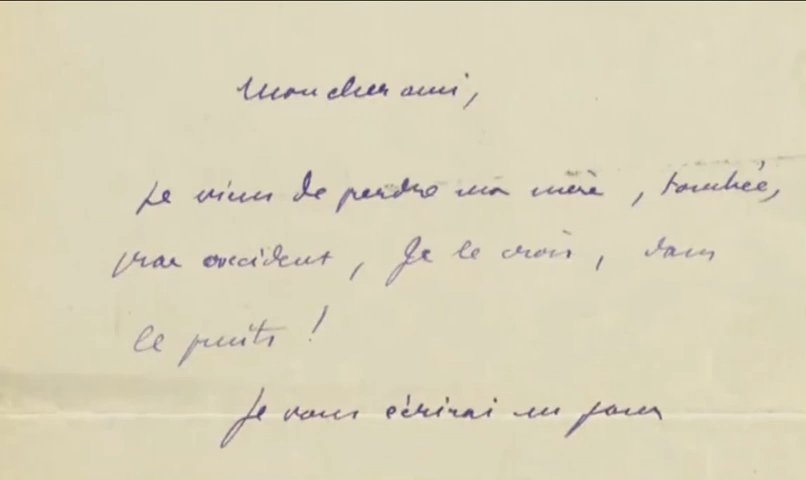 Mon cher ami,
Je viens de perdre ma mère, tombée,
par accident, je le crois, dans
le puits !
Je vous écrirai un jour